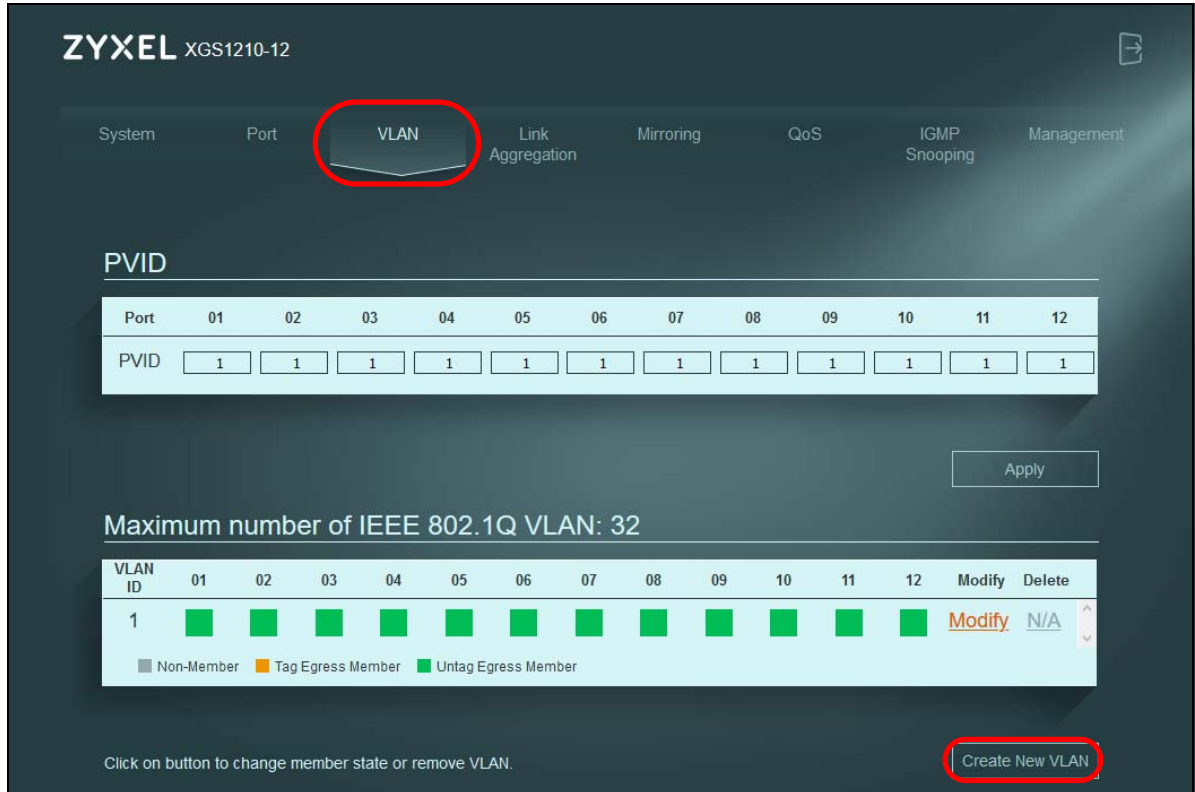 ZYXEL XGS1210-12
System Port VLAN Link Aggregation Mirroring QoS IGMP Snooping Management
PVID
Port 01 02 03 04 05 06 07 08 09 10 11 12
PVID 1 1 1 1 1 1 1 1 1 1 1 1
Apply
Maximum number of IEEE 802.1Q VLAN: 32
VLAN ID 01 02 03 04 05 06 07 08 09 10 11 12 Modify Delete
1 Modify N/A
Non-Member Tag Egress Member Untag Egress Member
Click on button to change member state or remove VLAN.
Create New VLAN